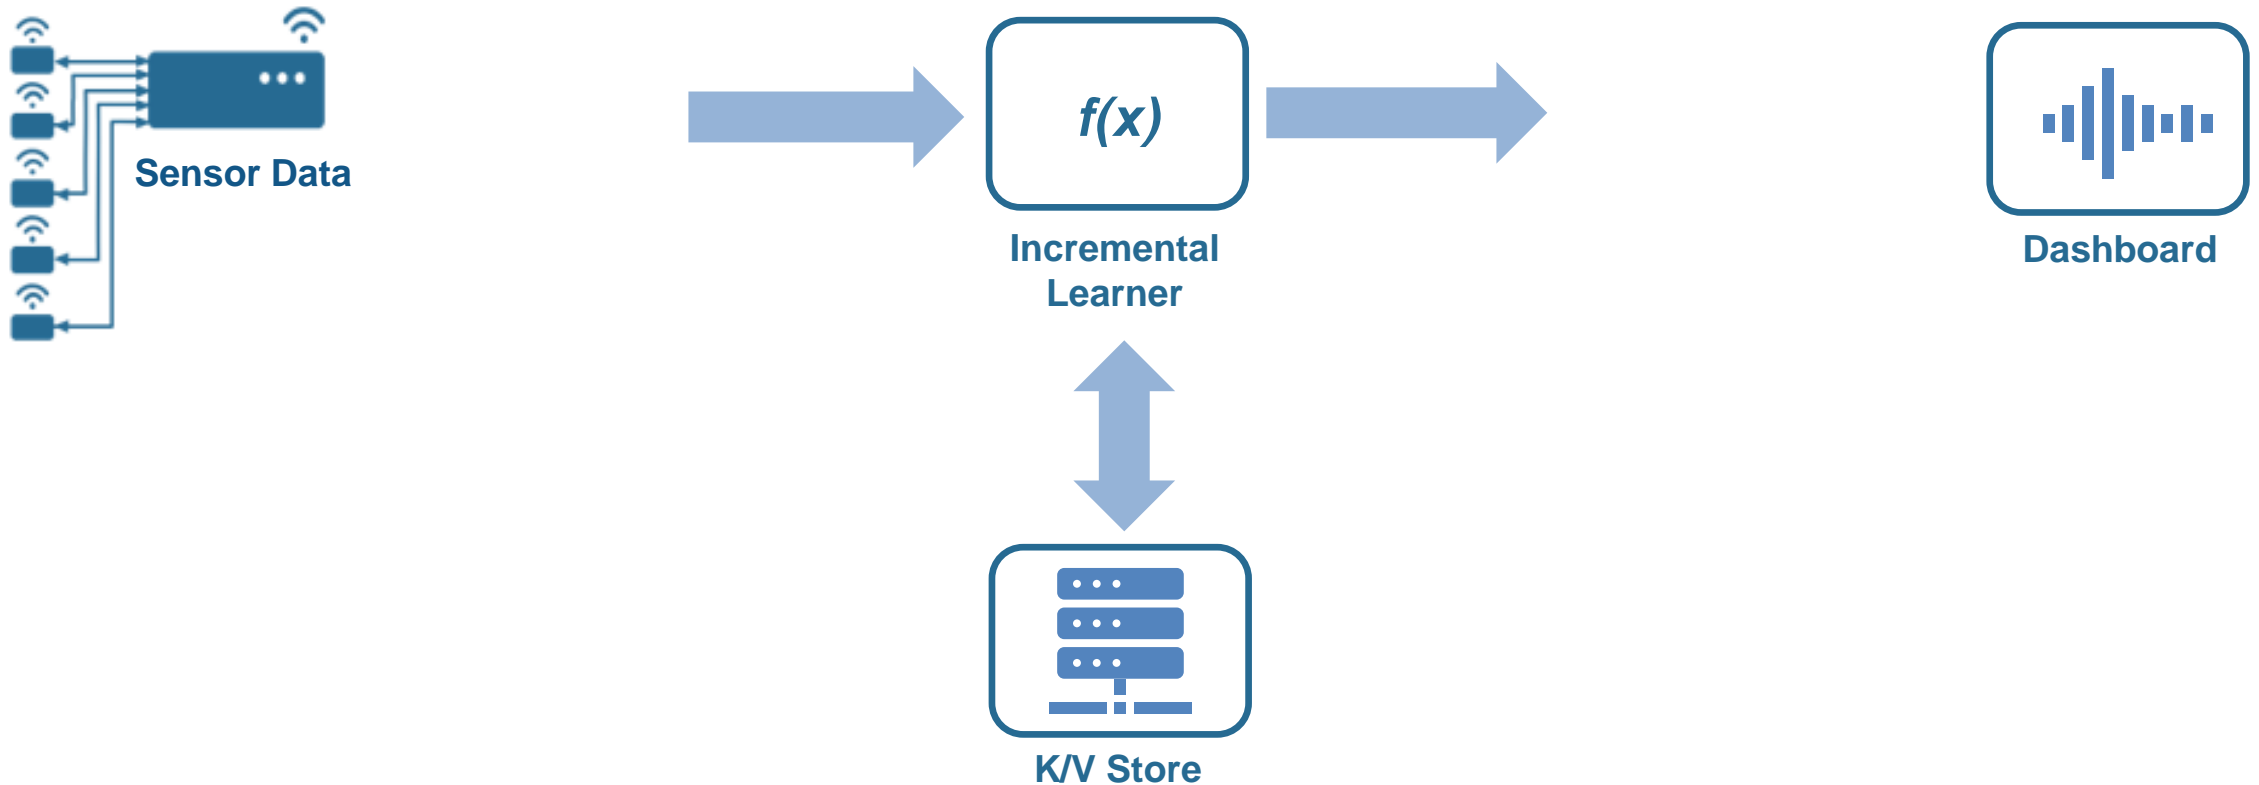 Sensor Data
f(x)
Incremental
Learner
Dashboard
K/V Store